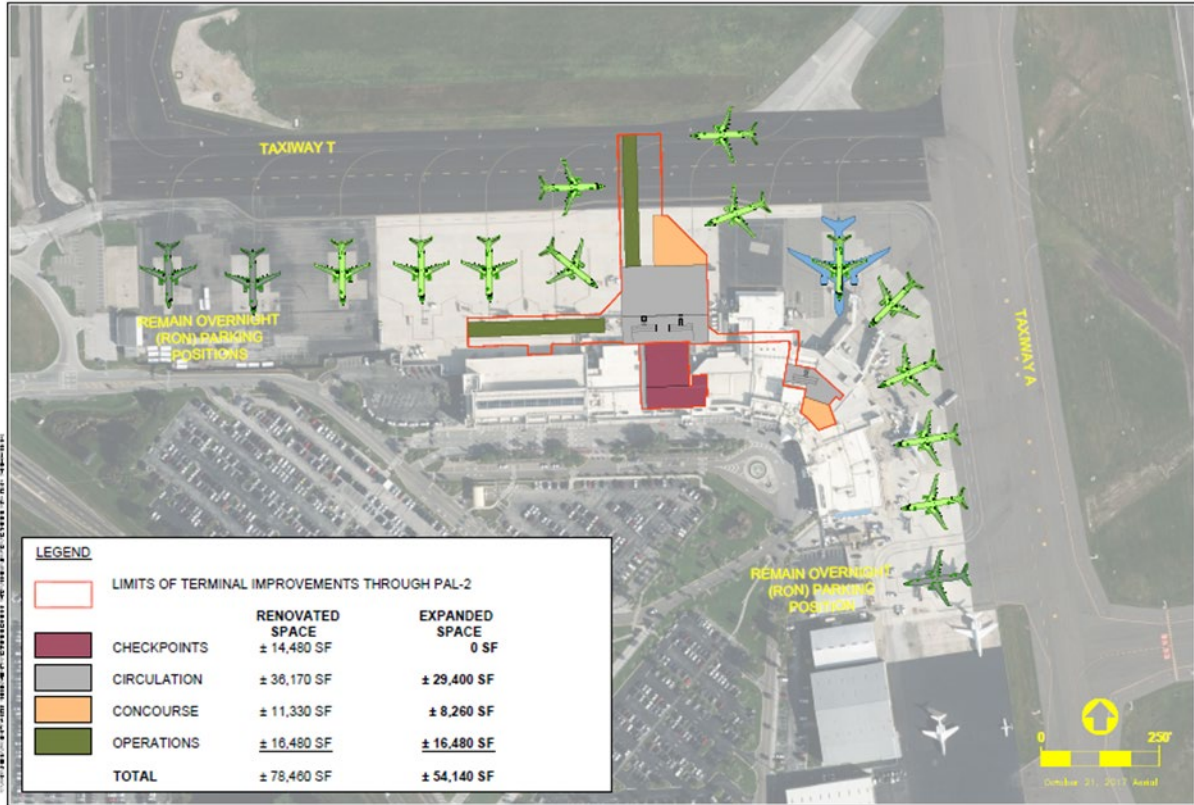 TAXIWAY T
REMAIN OVERNIGHT
(RON) PARKING
POSITIONS
TAXIWAY A
REMAIN OVERNIGHT
(RON) PARKING
POSITION
LEGEND
LIMITS OF TERMINAL IMPROVEMENTS THROUGH PAL-2
RENOVATED SPACE EXPANDED SPACE
CHECKPOINTS ± 14,480 SF 0 SF
CIRCULATION ± 36,170 SF ± 29,400 SF
CONCOURSE ± 11,330 SF ± 8,260 SF
OPERATIONS ± 16,480 SF ± 16,480 SF
TOTAL ± 78,460 SF ± 54,140 SF
0 250'
October 21, 2017 Aerial